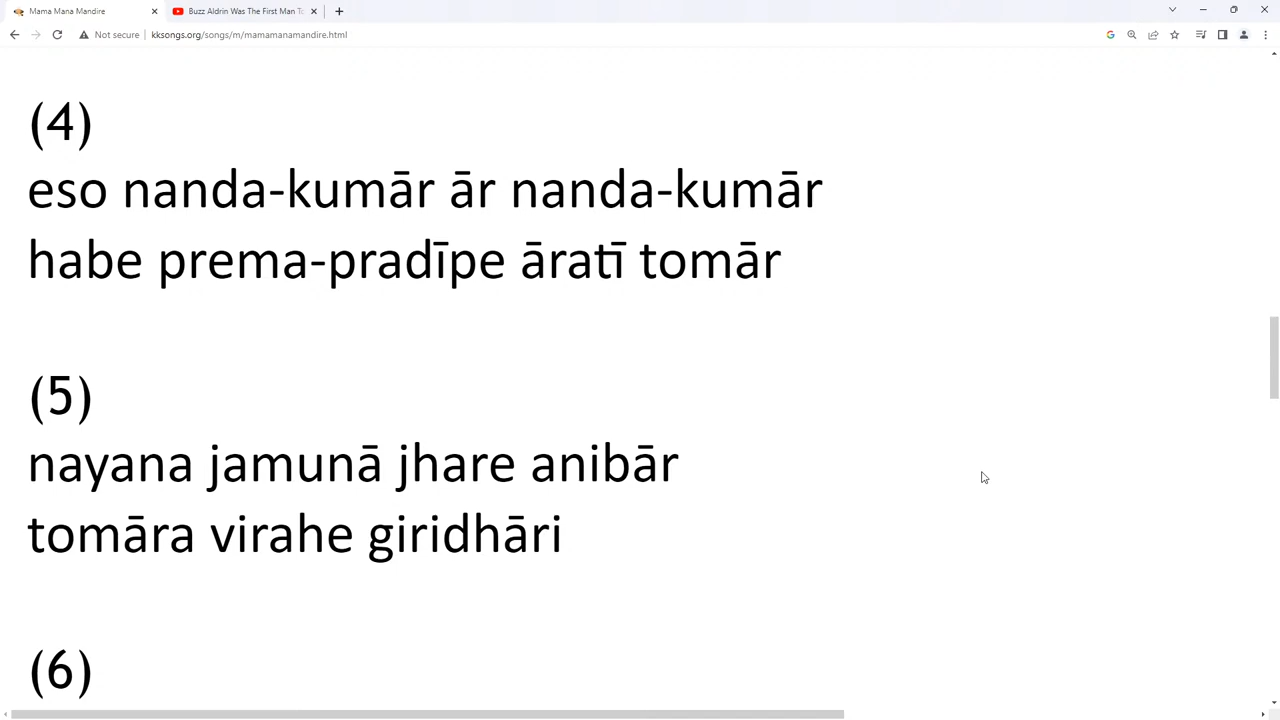 Mama Mana Mandire
Buzz Aldrin Was The First Man To
Not secure
kksongs.org/songs/m/mamamanamandire.html
(4)
eso nanda-kumār ār nanda-kumār
habe prema-pradīpe āratī tomār
(5)
nayana jamunā jhare anibār
tomāra virahe giridhāri
(6)